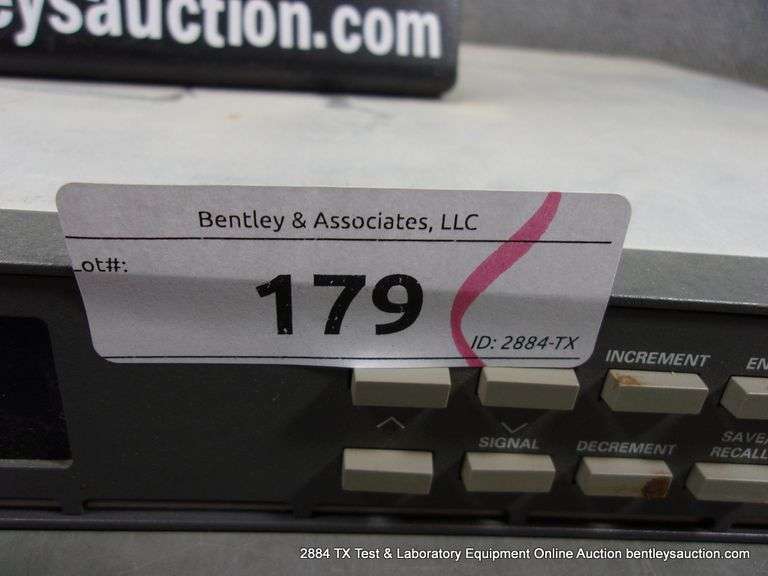 eysauction.com
Bentley & Associates, LLC
Lot#:
179
ID: 2884-TX
INCREMENT
EN
SIGNAL
DECREMENT
SAVE/
RECALL
2884 TX Test & Laboratory Equipment Online Auction bentleysauction.com